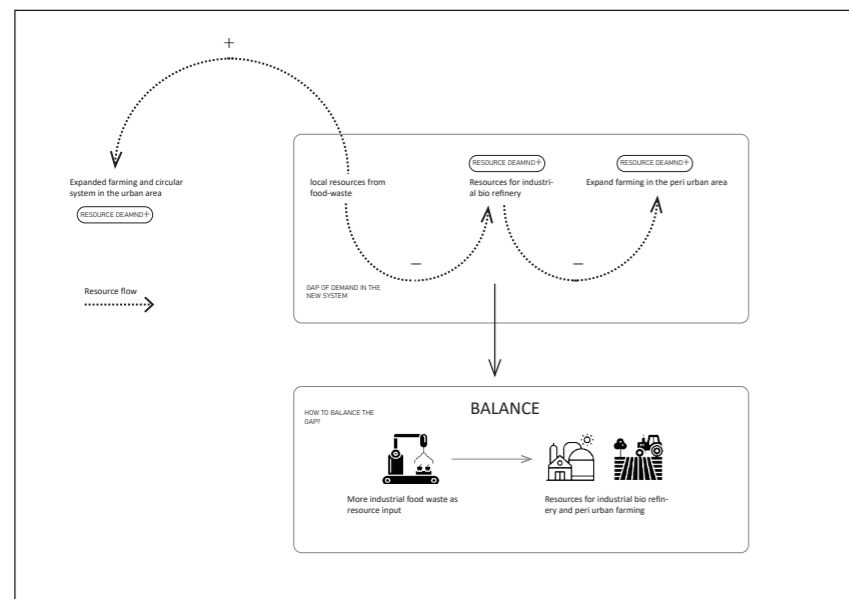 +
Expanded farming and circular
system in the urban area
RESOURCE DEAMND+
Resource flow
local resources from
food-waste
RESOURCE DEAMND+
Resources for industri-
al bio refinery
RESOURCE DEAMND+
Expand farming in the peri urban area
−
−
GAP OF DEMAND IN THE
NEW SYSTEM
HOW TO BALANCE THE
GAP?
BALANCE
More industrial food waste as
resource input
Resources for industrial bio refin-
ery and peri urban farming